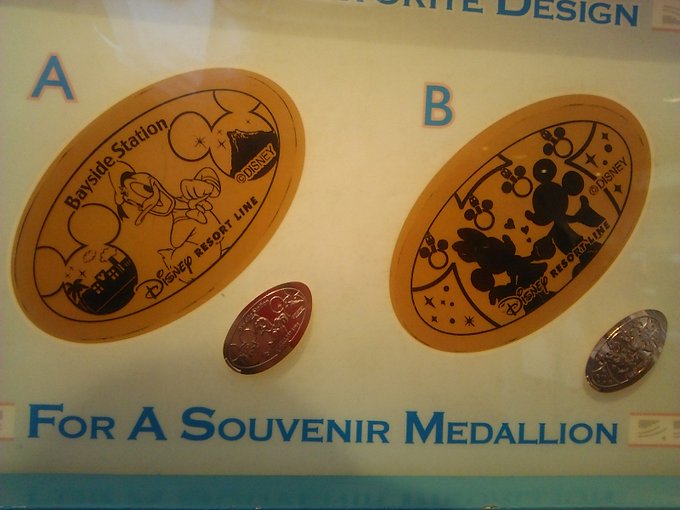 DESIGN
A
B
Bayside Station
©DISNEY
Disney RESORT LINE
©DISNEY
Disney RESORT LINE
FOR A SOUVENIR MEDALLION